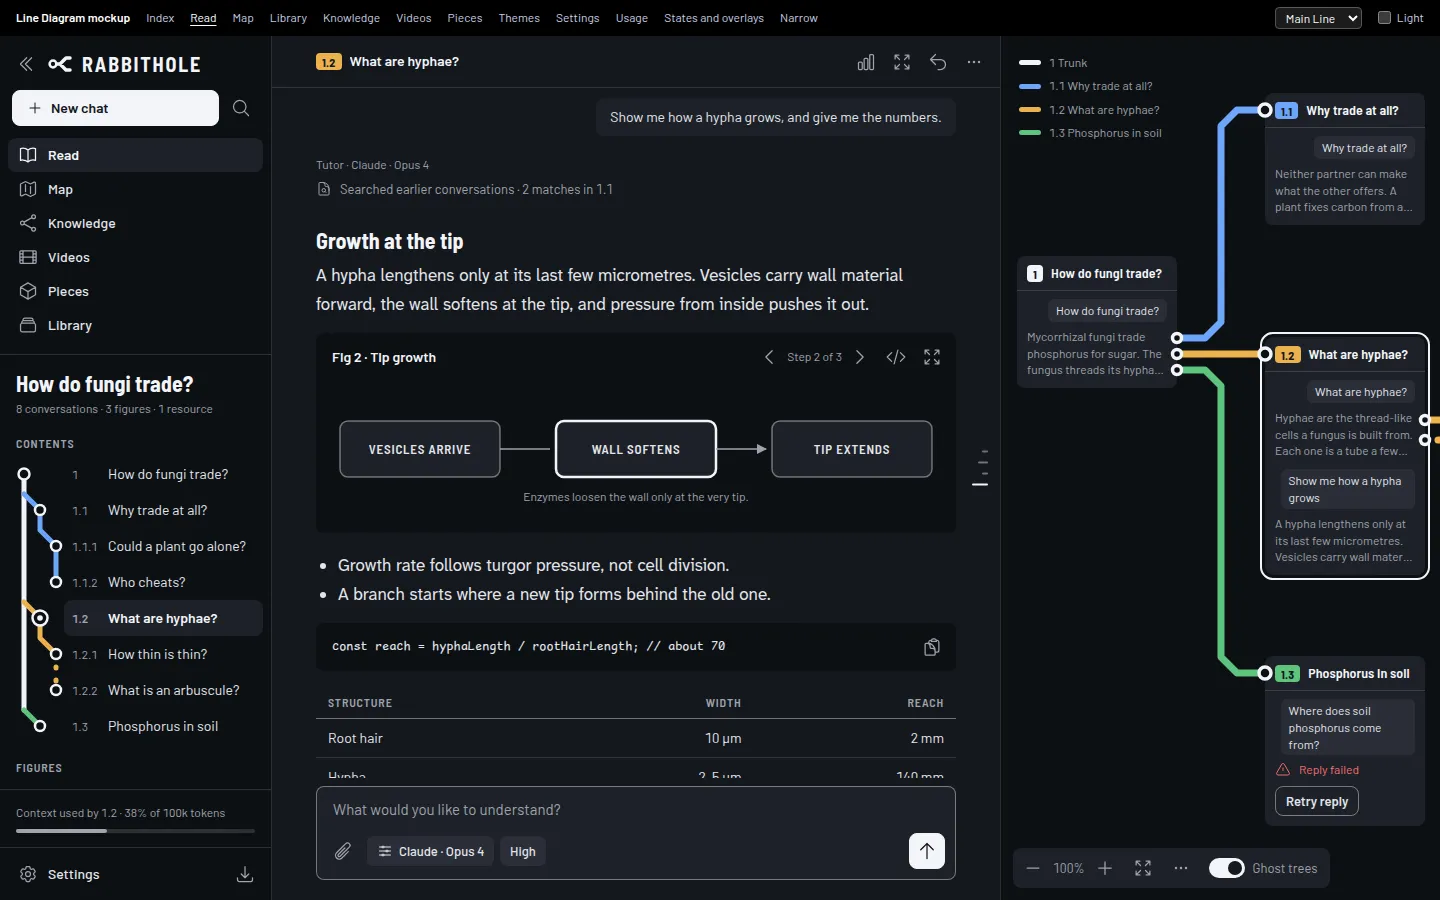 Line Diagram mockup Index Read Map Library Knowledge Videos Pieces Themes Settings Usage States and overlays Narrow Main Line Light
RABBITHOLE
New chat
Read
Map
Knowledge
Videos
Pieces
Library
How do fungi trade?
8 conversations · 3 figures · 1 resource
CONTENTS
1 How do fungi trade?
1.1 Why trade at all?
1.1.1 Could a plant go alone?
1.1.2 Who cheats?
1.2 What are hyphae?
1.2.1 How thin is thin?
1.2.2 What is an arbuscule?
1.3 Phosphorus in soil
FIGURES
Context used by 1.2 · 38% of 100k tokens
Settings
1.2 What are hyphae?
Show me how a hypha grows, and give me the numbers.
Tutor · Claude · Opus 4
Searched earlier conversations · 2 matches in 1.1
Growth at the tip
A hypha lengthens only at its last few micrometres. Vesicles carry wall material
forward, the wall softens at the tip, and pressure from inside pushes it out.
Fig 2 · Tip growth
Step 2 of 3
VESICLES ARRIVE
WALL SOFTENS
TIP EXTENDS
Enzymes loosen the wall only at the very tip.
Growth rate follows turgor pressure, not cell division.
A branch starts where a new tip forms behind the old one.
const reach = hyphaLength / rootHairLength; // about 70
STRUCTURE WIDTH REACH
Root hair 10 µm 2 mm
Hypha 2.5 µm 140 mm
What would you like to understand?
Claude · Opus 4 High
1 Trunk
1.1 Why trade at all?
1.2 What are hyphae?
1.3 Phosphorus in soil
1 How do fungi trade?
How do fungi trade?
Mycorrhizal fungi trade
phosphorus for sugar. The
fungus threads its hypha...
1.1 Why trade at all?
Why trade at all?
Neither partner can make
what the other offers. A
plant fixes carbon from a...
1.2 What are hyphae?
What are hyphae?
Hyphae are the thread-like
cells a fungus is built from.
Each one is a tube a few...
Show me how a hypha
grows
A hypha lengthens only at
its last few micrometres.
Vesicles carry wall mater...
1.3 Phosphorus in soil
Where does soil
phosphorus come
from?
Reply failed
Retry reply
100%
Ghost trees